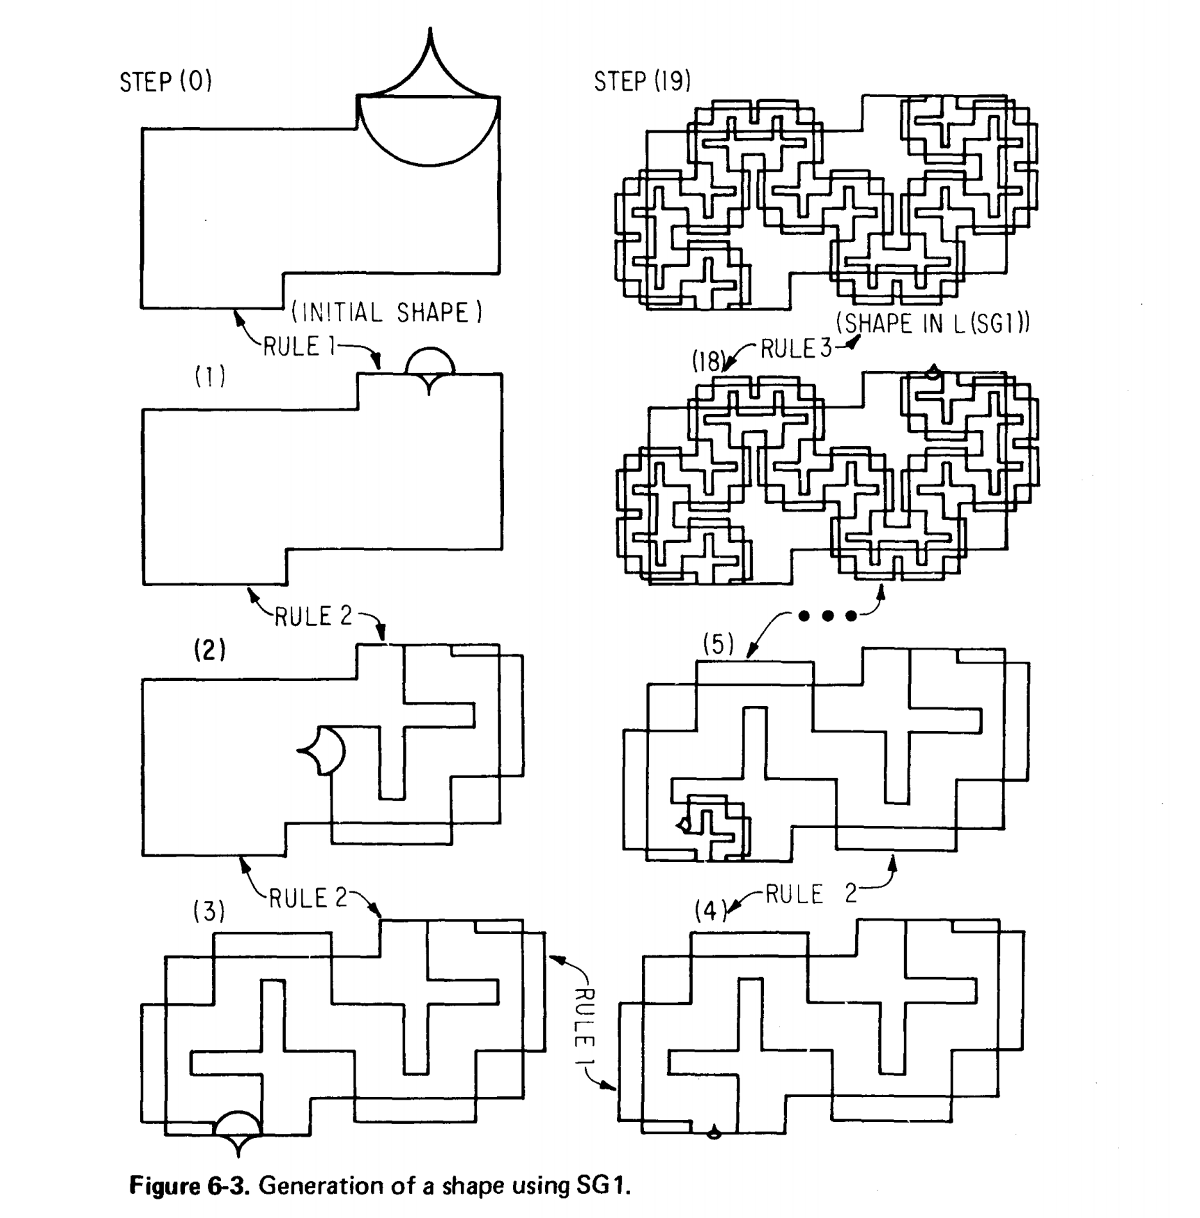 STEP (0)
STEP (19)
(INITIAL SHAPE)
RULE 1
(SHAPE IN L (SG1))
RULE 3
(1)
(18)
RULE 2
(2)
(5)
RULE 2
(3)
(4)
RULE 2
RULE 1
Figure 6-3. Generation of a shape using SG1.